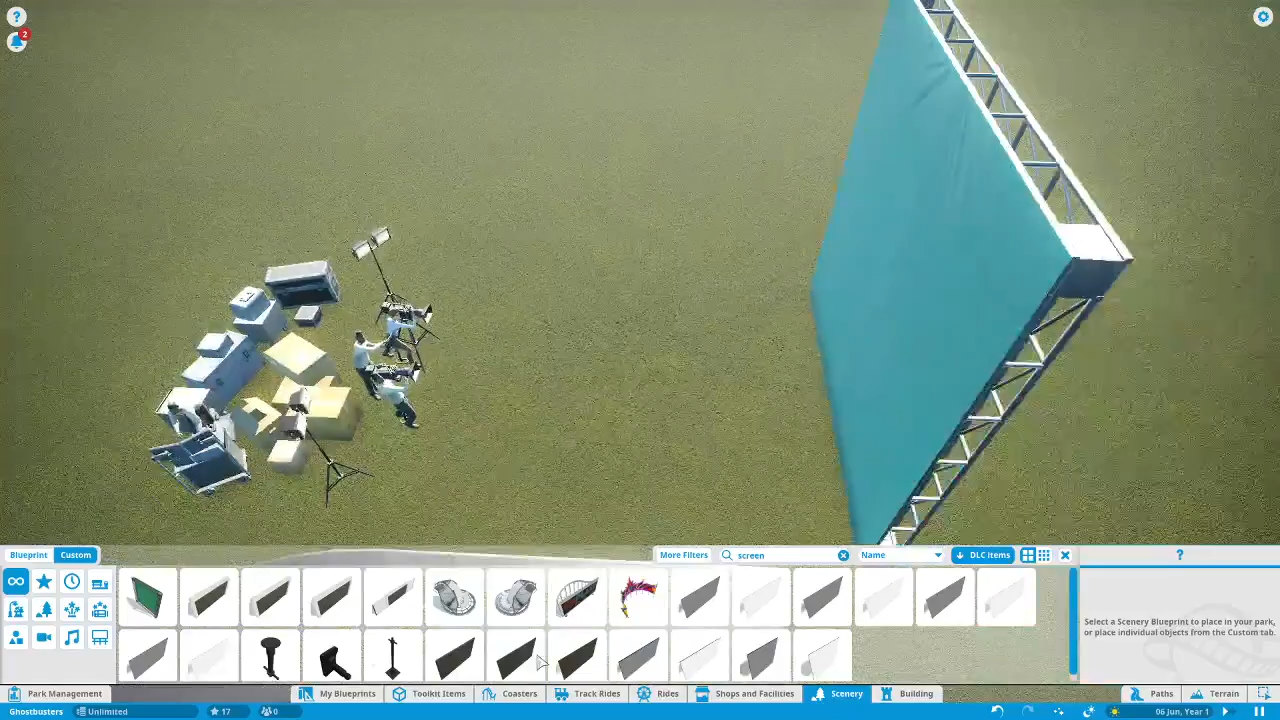 ?
2
Blueprint Custom More Filters screen Name DLC items ?
Select a Scenery Blueprint to place in your park, or place individual objects from the Custom tab.
Park Management My Blueprints Toolkit Items Coasters Track Rides Rides Shops and Facilities Scenery Building Paths Terrain
Ghostbusters Unlimited 17 0 06 Jun, Year 1